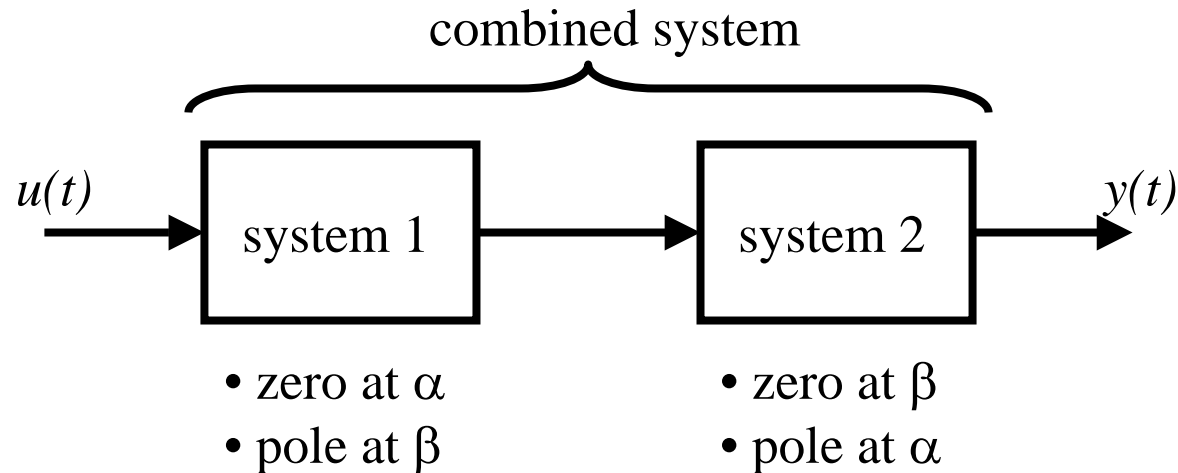 combined system
u(t)
system 1
system 2
y(t)
• zero at α
• pole at β
• zero at β
• pole at α